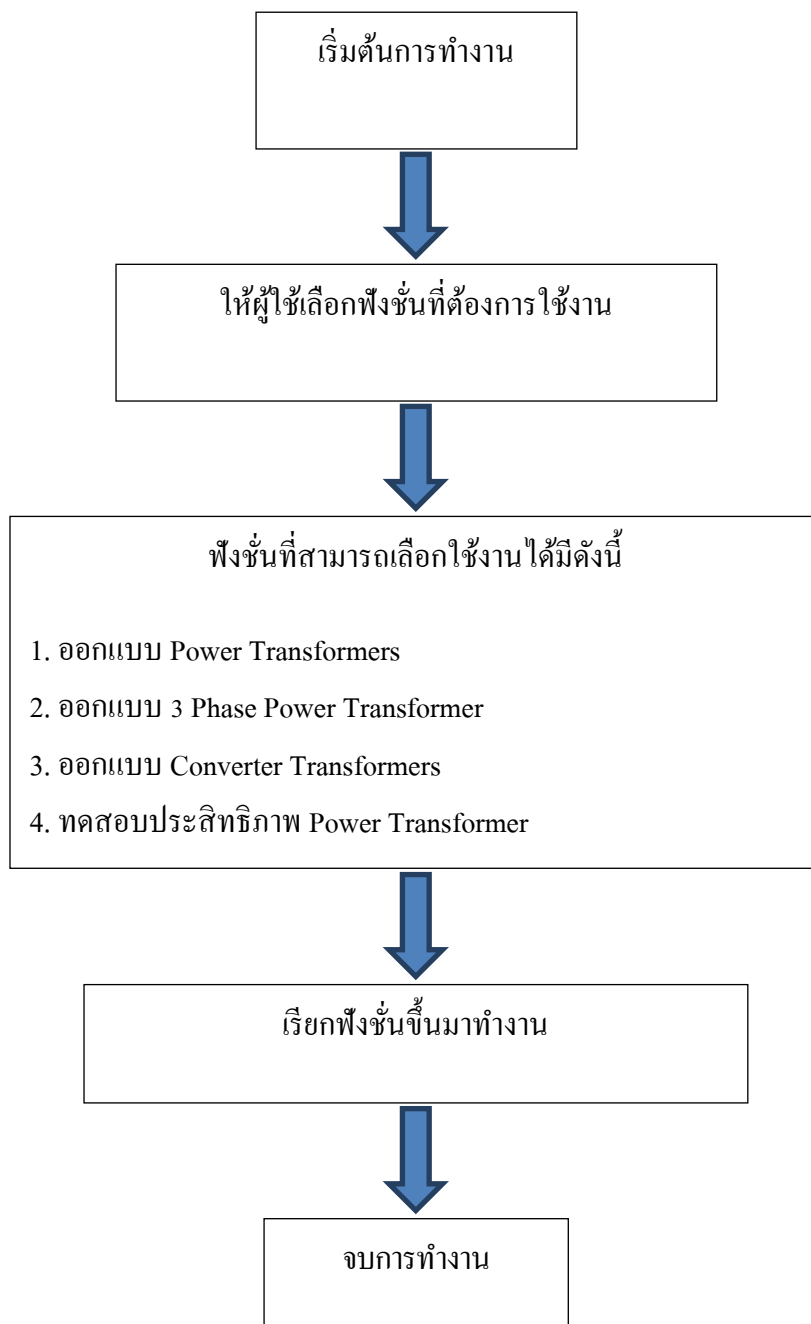 เริ่มต้นการทำงาน
ให้ผู้ใช้เลือกฟังชั่นที่ต้องการใช้งาน
ฟังชั่นที่สามารถเลือกใช้งานได้มีดังนี้
1. ออกแบบ Power Transformers
2. ออกแบบ 3 Phase Power Transformer
3. ออกแบบ Converter Transformers
4. ทดสอบประสิทธิภาพ Power Transformer
เรียกฟังชั่นขึ้นมาทำงาน
จบการทำงาน